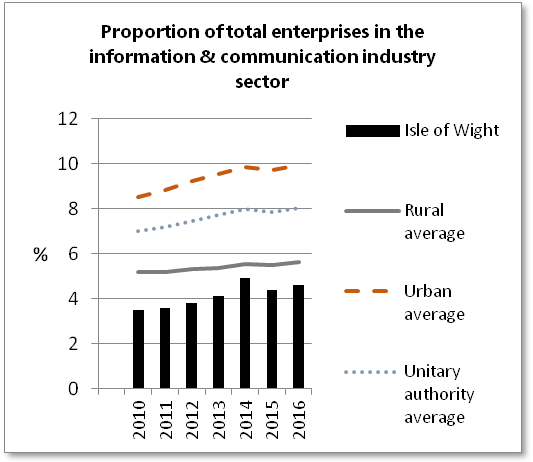 Proportion of total enterprises in the
information & communication industry
sector
12
10
8
6
4
2
0
%
2010
2011
2012
2013
2014
2015
2016
Isle of Wight
Rural
average
Urban
average
Unitary
authority
average